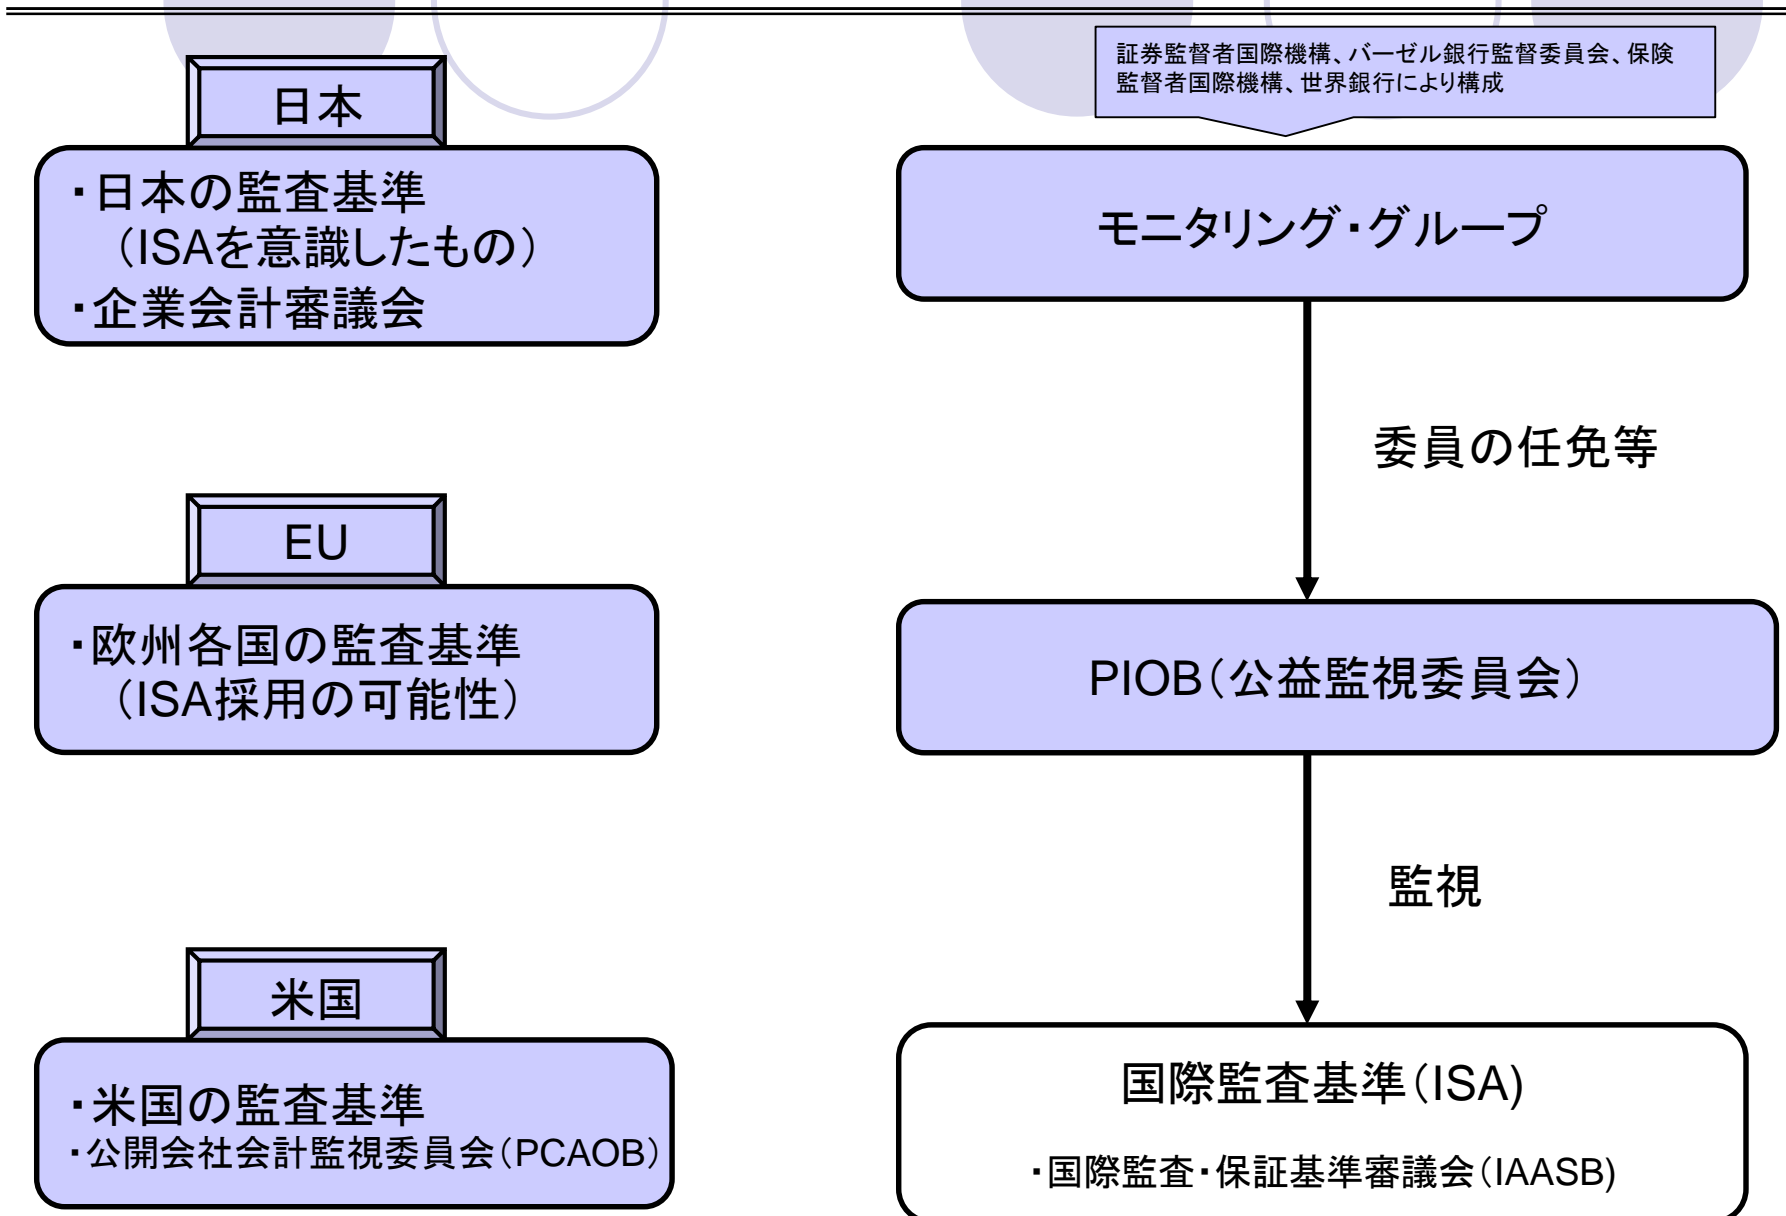 日本
・日本の監査基準
（ISAを意識したもの）
・企業会計審議会
EU
・欧州各国の監査基準
（ISA採用の可能性）
米国
・米国の監査基準
・公開会社会計監視委員会（PCAOB）
証券監督者国際機構、バーゼル銀行監督委員会、保険
監督者国際機構、世界銀行により構成
モニタリング・グループ
委員の任免等
PIOB（公益監視委員会）
監視
国際監査基準（ISA)
・国際監査・保証基準審議会（IAASB)